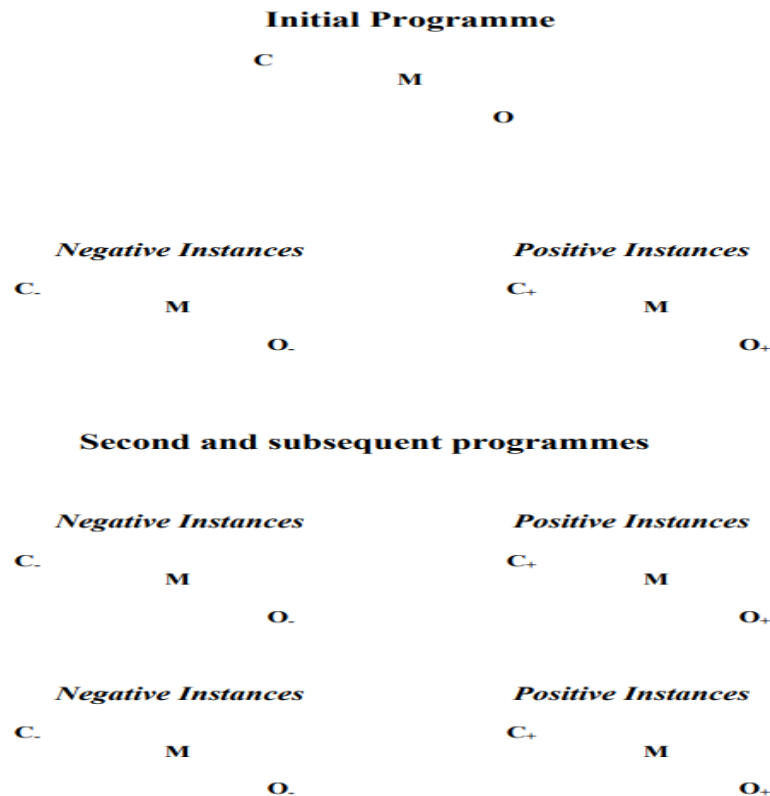 Initial Programme
C
M
O
Negative Instances Positive Instances
C- C+
M M
O- O+
Second and subsequent programmes
Negative Instances Positive Instances
C- C+
M M
O- O+
Negative Instances Positive Instances
C- C+
M M
O- O+